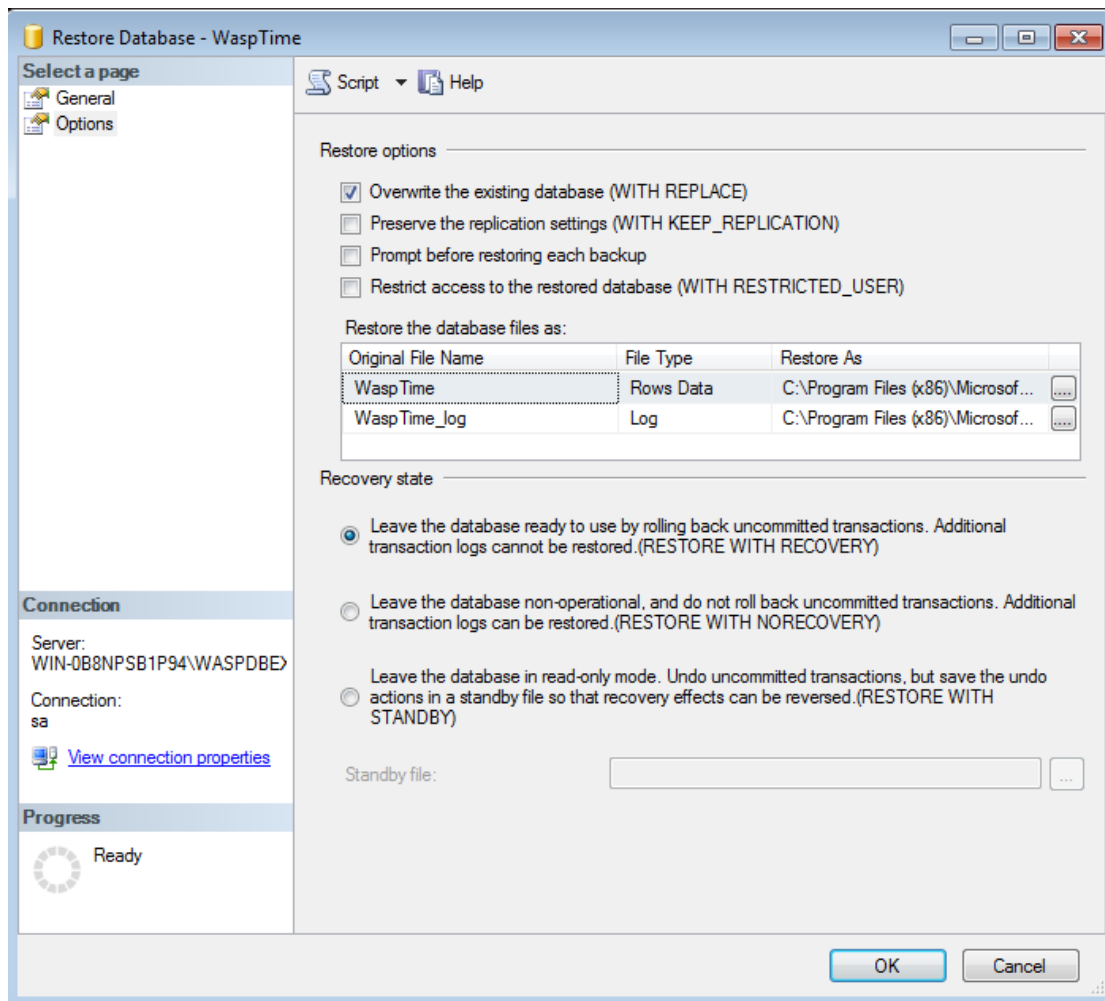 Restore Database - WaspTime
Select a page
General
Options
Script
Help
Restore options
Overwrite the existing database (WITH REPLACE)
Preserve the replication settings (WITH KEEP_REPLICATION)
Prompt before restoring each backup
Restrict access to the restored database (WITH RESTRICTED_USER)
Restore the database files as:
Original File Name File Type Restore As
WaspTime Rows Data C:\Program Files (x86)\Microsof... ....
WaspTime_log Log C:\Program Files (x86)\Microsof... ....
Recovery state
Leave the database ready to use by rolling back uncommitted transactions. Additional
transaction logs cannot be restored.(RESTORE WITH RECOVERY)
Leave the database non-operational, and do not roll back uncommitted transactions. Additional
transaction logs can be restored.(RESTORE WITH NORECOVERY)
Leave the database in read-only mode. Undo uncommitted transactions, but save the undo
actions in a standby file so that recovery effects can be reversed.(RESTORE WITH
STANDBY)
Standby file:
...
Connection
Server:
WIN-0B8NPSB1P94\WASPDBEX
Connection:
sa
View connection properties
Progress
Ready
OK
Cancel